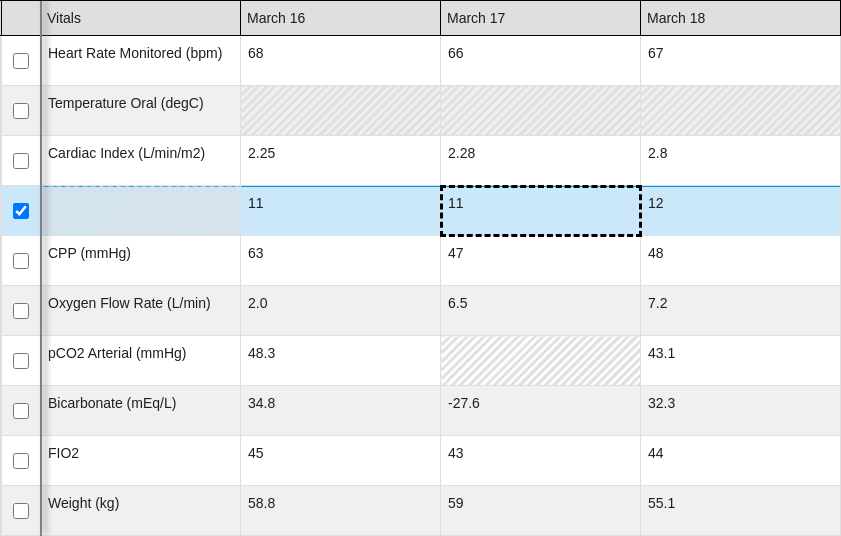 Vitals March 16 March 17 March 18
Heart Rate Monitored (bpm) 68 66 67
Temperature Oral (degC)
Cardiac Index (L/min/m2) 2.25 2.28 2.8
11 11 12
CPP (mmHg) 63 47 48
Oxygen Flow Rate (L/min) 2.0 6.5 7.2
pCO2 Arterial (mmHg) 48.3 43.1
Bicarbonate (mEq/L) 34.8 -27.6 32.3
FIO2 45 43 44
Weight (kg) 58.8 59 55.1